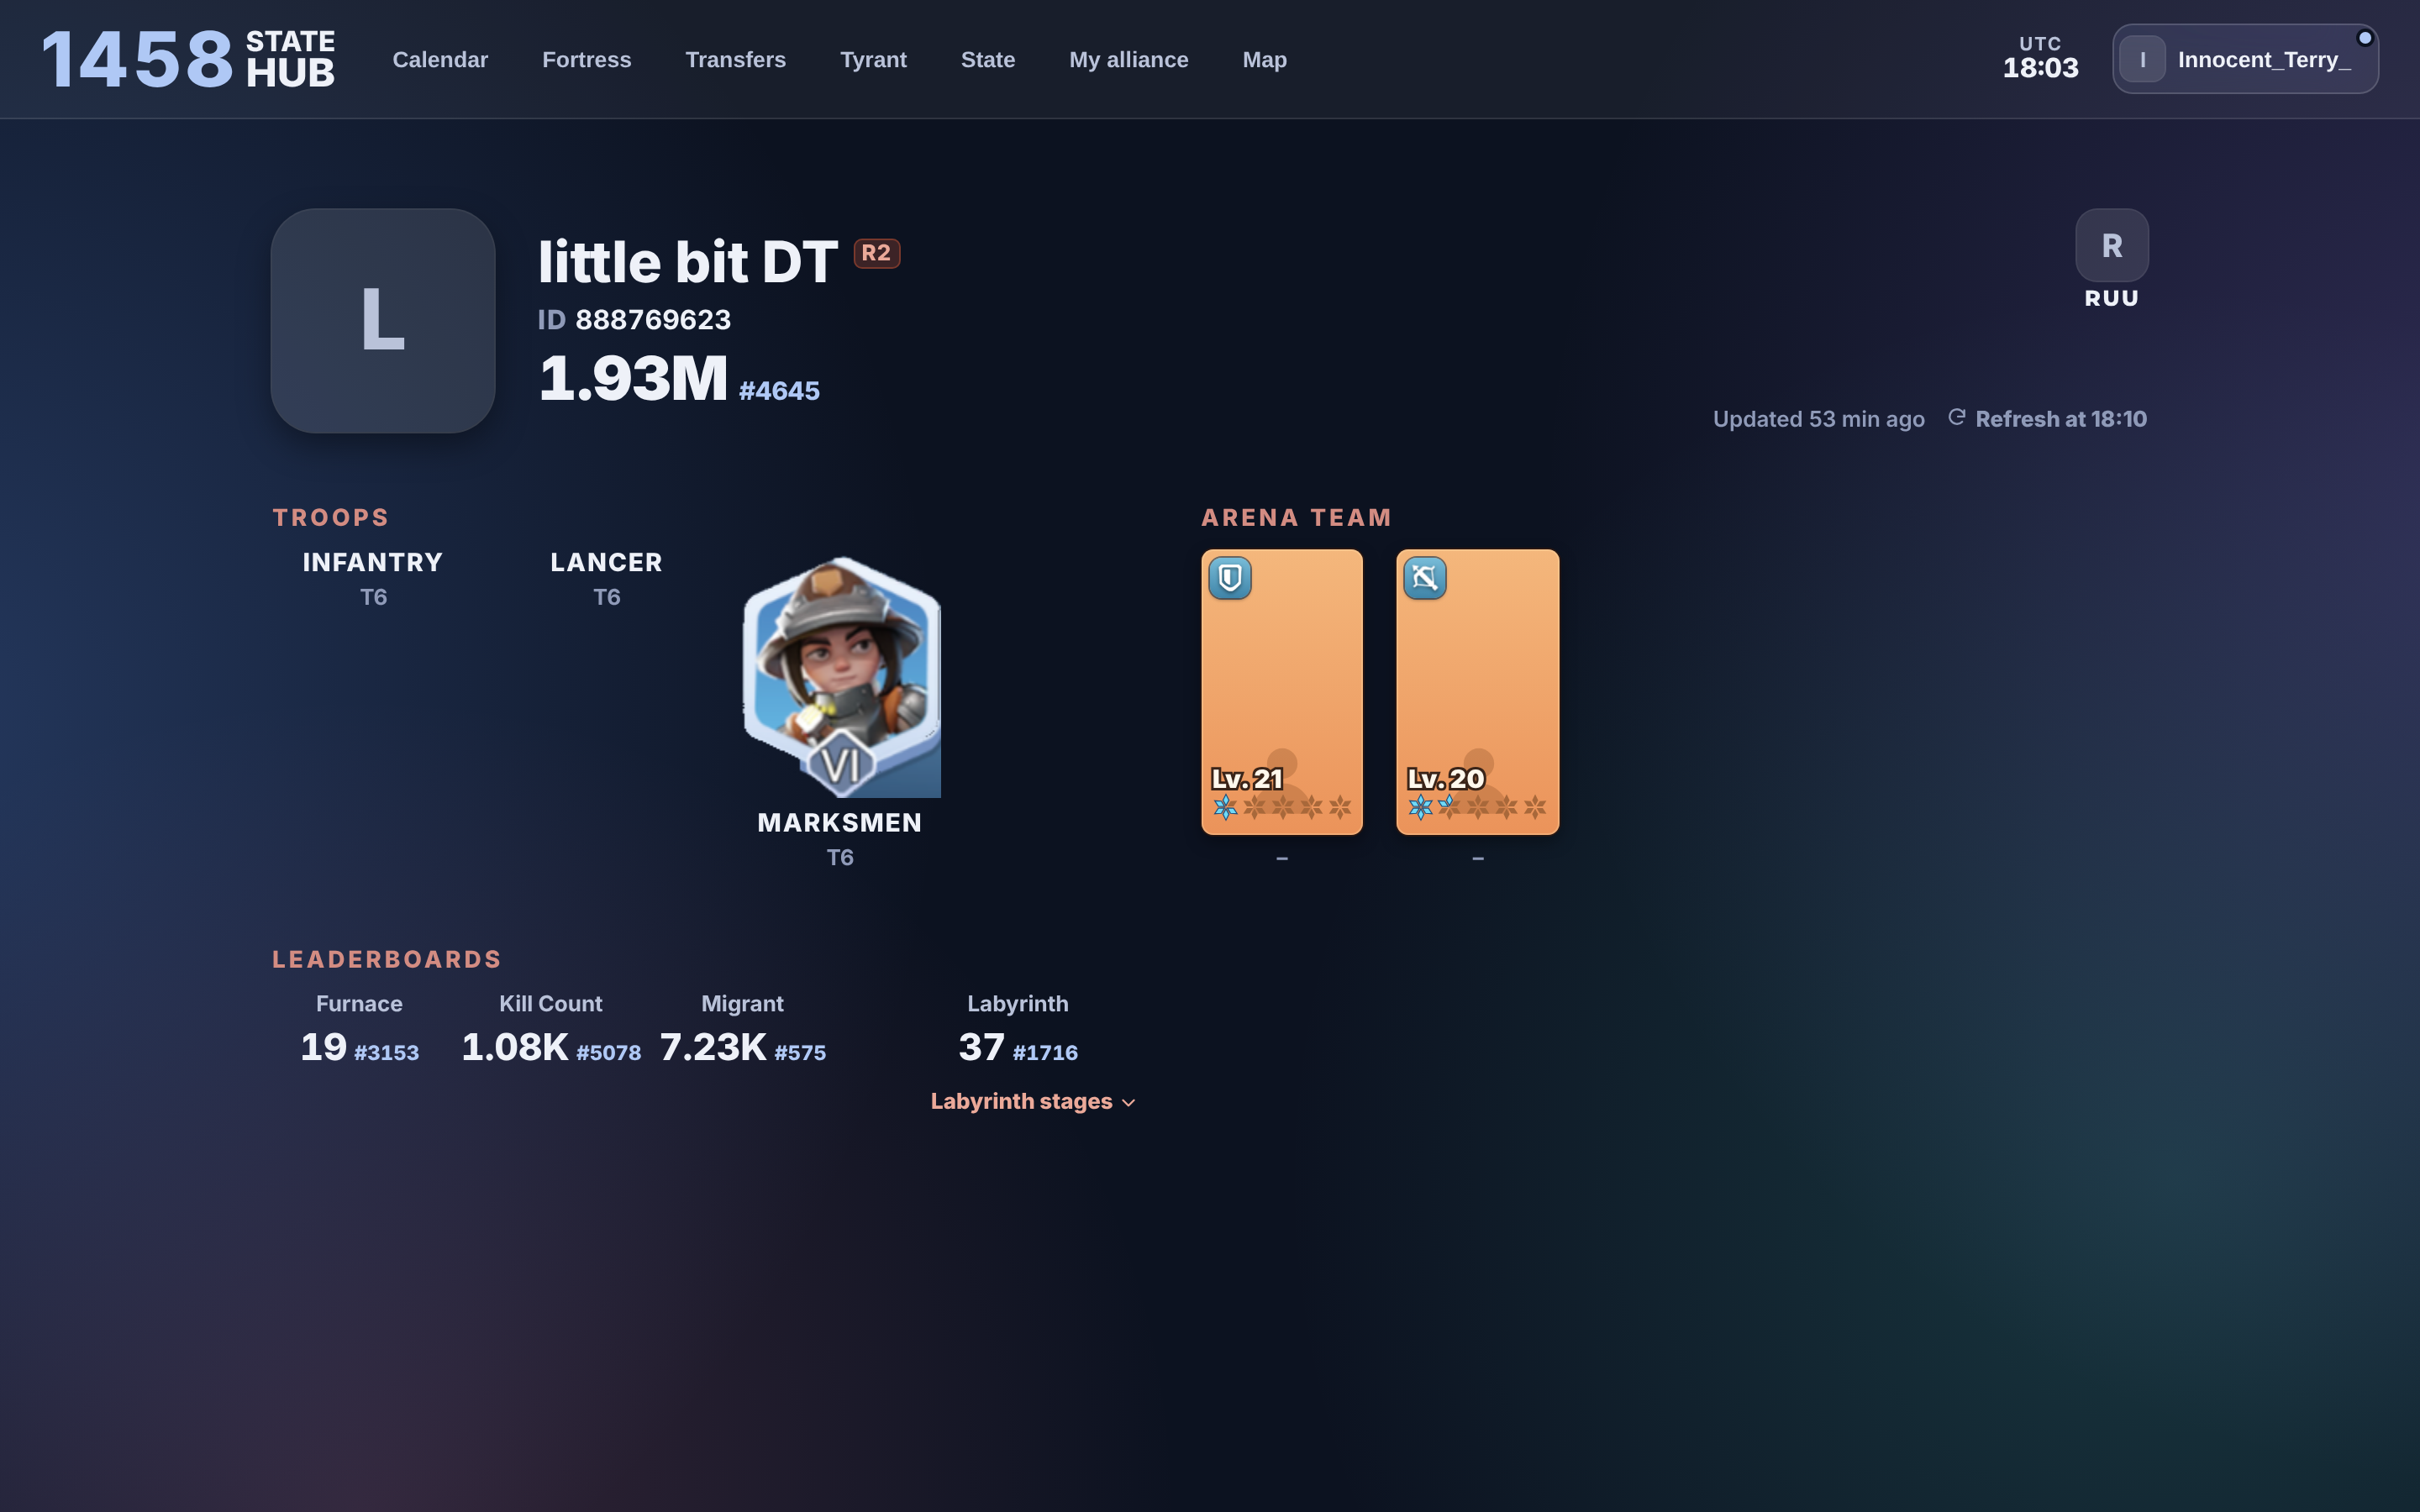 1458 STATE HUB
Calendar
Fortress
Transfers
Tyrant
State
My alliance
Map
UTC
18:03
I
Innocent_Terry_
L
little bit DT R2
ID 888769623
1.93M #4645
R
RUU
Updated 53 min ago
Refresh at 18:10
TROOPS
INFANTRY
T6
LANCER
T6
VI
MARKSMEN
T6
ARENA TEAM
Lv. 21
–
Lv. 20
–
LEADERBOARDS
Furnace
19 #3153
Kill Count
1.08K #5078
Migrant
7.23K #575
Labyrinth
37 #1716
Labyrinth stages